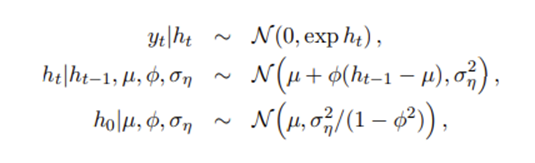 y_t|h_t ∼ 𝒩(0, exp h_t) ,
h_t|h_{t−1}, μ, ϕ, σ_η ∼ 𝒩(μ + ϕ(h_{t−1} − μ), σ_η^2) ,
h_0|μ, ϕ, σ_η ∼ 𝒩(μ, σ_η^2/(1 − ϕ^2)) ,